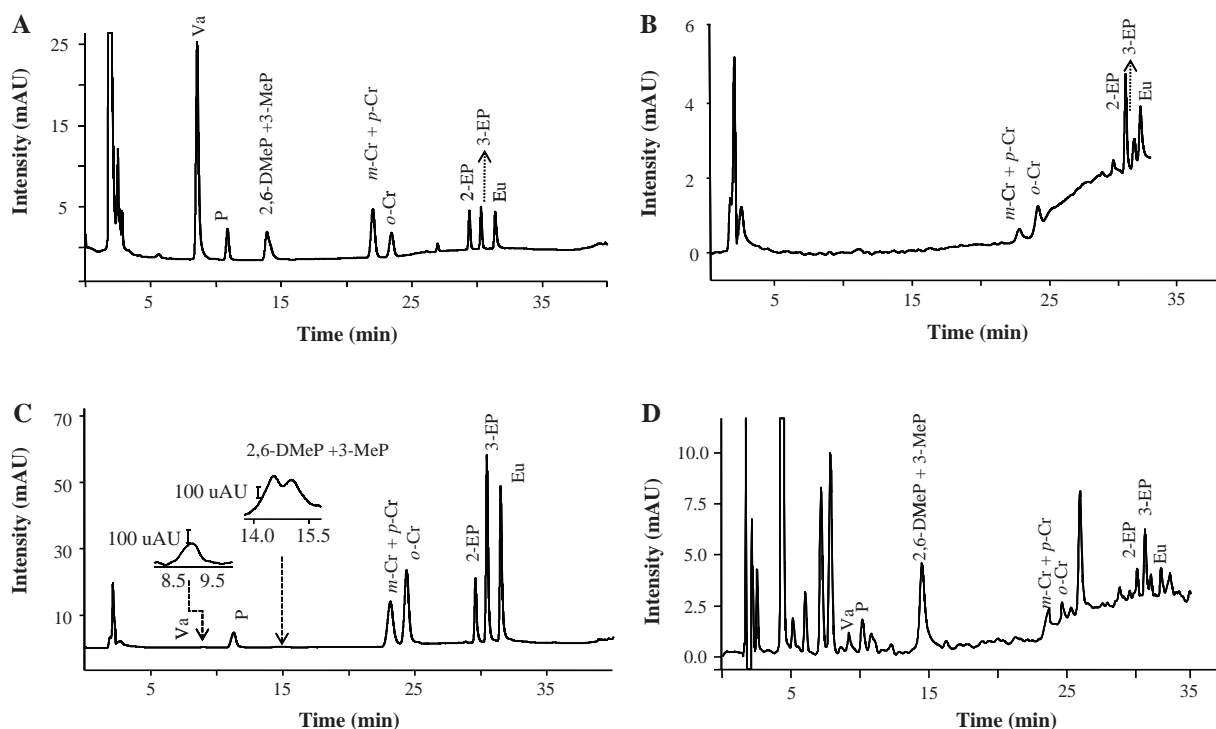 A
Intensity (mAU)
25
15
5
Va
P
2,6-DMeP +3-MeP
m-Cr + p-Cr
o-Cr
2-EP
3-EP
Eu
5
15
25
35
Time (min)
B
Intensity (mAU)
6
4
2
0
m-Cr + p-Cr
o-Cr
2-EP
3-EP
Eu
5
15
25
35
Time (min)
C
Intensity (mAU)
70
50
30
10
2,6-DMeP +3-MeP
100 uAU
14.0 15.5
100 uAU
8.5 9.5
Va
P
m-Cr + p-Cr
o-Cr
2-EP
3-EP
Eu
5
15
25
35
Time (min)
D
Intensity (mAU)
10.0
7.5
5.0
2.5
0.0
Va
P
2,6-DMeP + 3-MeP
m-Cr + p-Cr
o-Cr
2-EP
3-EP
Eu
5
15
25
35
Time (min)